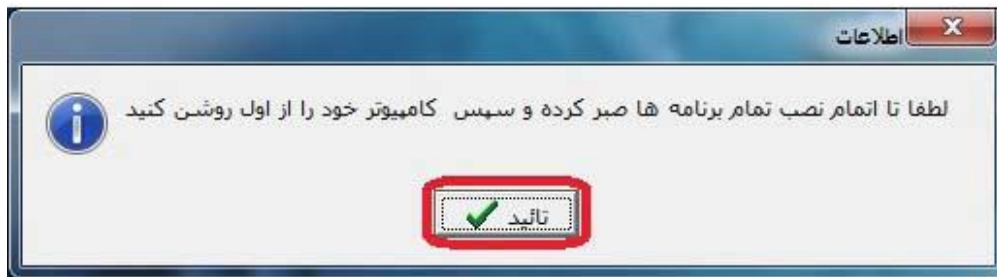 اطلاعات
لطفا تا اتمام نصب تمام برنامه ها صبر کرده و سپس کامپیوتر خود را از اول روشن کنید
تائید